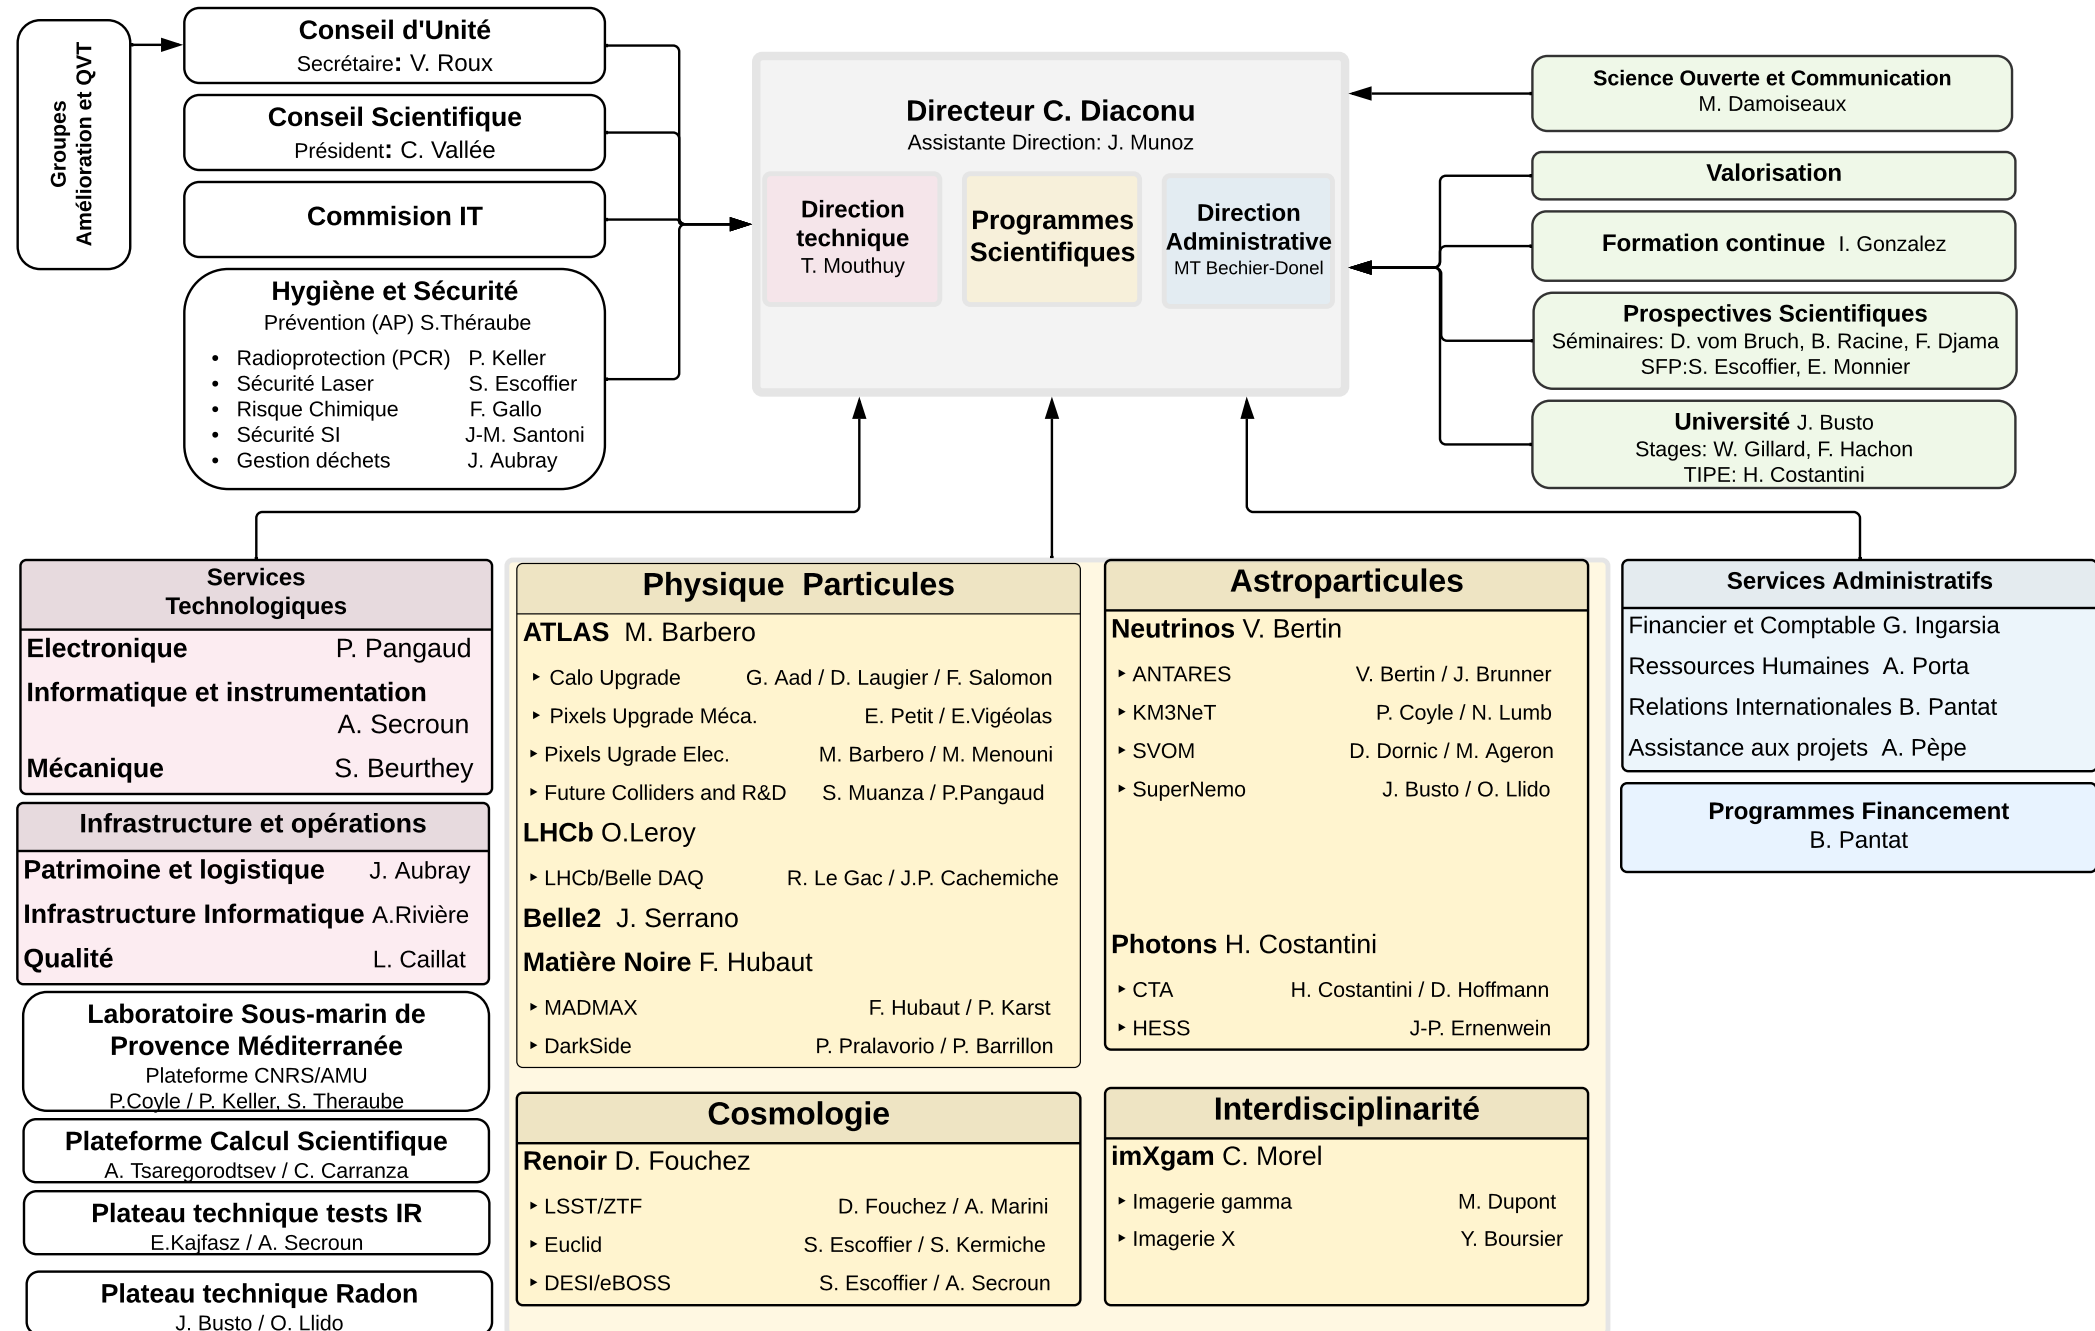 Groupes
Amélioration et QVT
Conseil d'Unité
Secrétaire: V. Roux
Conseil Scientifique
Président: C. Vallée
Commision IT
Hygiène et Sécurité
Prévention (AP) S.Théraube
• Radioprotection (PCR) P. Keller
• Sécurité Laser S. Escoffier
• Risque Chimique F. Gallo
• Sécurité SI J-M. Santoni
• Gestion déchets J. Aubray
Directeur C. Diaconu
Assistante Direction: J. Munoz
Direction
technique
T. Mouthuy
Programmes
Scientifiques
Direction
Administrative
MT Bechier-Donel
Science Ouverte et Communication
M. Damoiseaux
Valorisation
Formation continue I. Gonzalez
Prospectives Scientifiques
Séminaires: D. vom Bruch, B. Racine, F. Djama
SFP:S. Escoffier, E. Monnier
Université J. Busto
Stages: W. Gillard, F. Hachon
TIPE: H. Costantini
Services
Technologiques
Electronique P. Pangaud
Informatique et instrumentation
A. Secroun
Mécanique S. Beurthey
Infrastructure et opérations
Patrimoine et logistique J. Aubray
Infrastructure Informatique A.Rivière
Qualité L. Caillat
Laboratoire Sous-marin de
Provence Méditerranée
Plateforme CNRS/AMU
P.Coyle / P. Keller, S. Theraube
Plateforme Calcul Scientifique
A. Tsaregorodtsev / C. Carranza
Plateau technique tests IR
E.Kajfasz / A. Secroun
Plateau technique Radon
J. Busto / O. Llido
Physique Particules
ATLAS M. Barbero
‣ Calo Upgrade G. Aad / D. Laugier / F. Salomon
‣ Pixels Upgrade Méca. E. Petit / E.Vigéolas
‣ Pixels Ugrade Elec. M. Barbero / M. Menouni
‣ Future Colliders and R&D S. Muanza / P.Pangaud
LHCb O.Leroy
‣ LHCb/Belle DAQ R. Le Gac / J.P. Cachemiche
Belle2 J. Serrano
Matière Noire F. Hubaut
‣ MADMAX F. Hubaut / P. Karst
‣ DarkSide P. Pralavorio / P. Barrillon
Cosmologie
Renoir D. Fouchez
‣ LSST/ZTF D. Fouchez / A. Marini
‣ Euclid S. Escoffier / S. Kermiche
‣ DESI/eBOSS S. Escoffier / A. Secroun
Astroparticules
Neutrinos V. Bertin
‣ ANTARES V. Bertin / J. Brunner
‣ KM3NeT P. Coyle / N. Lumb
‣ SVOM D. Dornic / M. Ageron
‣ SuperNemo J. Busto / O. Llido
Photons H. Costantini
‣ CTA H. Costantini / D. Hoffmann
‣ HESS J-P. Ernenwein
Interdisciplinarité
imXgam C. Morel
‣ Imagerie gamma M. Dupont
‣ Imagerie X Y. Boursier
Services Administratifs
Financier et Comptable G. Ingarsia
Ressources Humaines A. Porta
Relations Internationales B. Pantat
Assistance aux projets A. Pèpe
Programmes Financement
B. Pantat